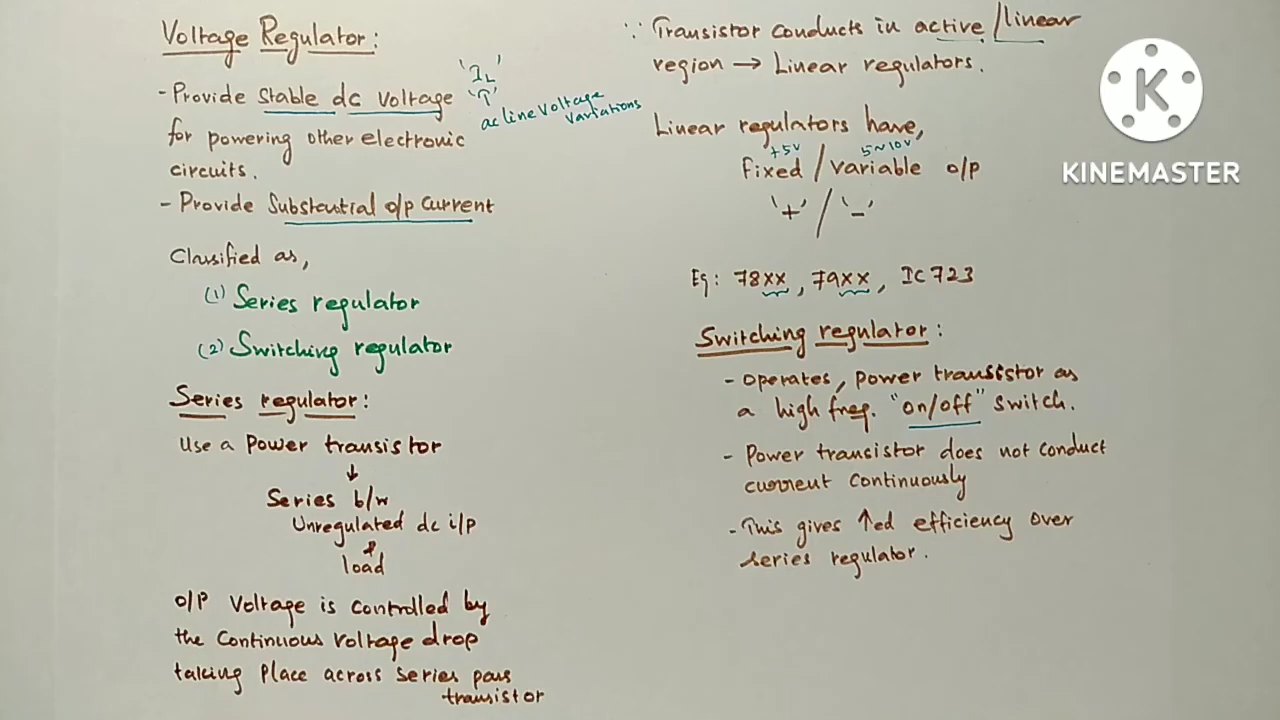 Voltage Regulator:
- Provide stable dc voltage
'IL'
'T'
ac line voltage
variations
for powering other electronic
circuits.
- Provide Substantial o/p current
Classified as,
(1) Series regulator
(2) Switching regulator
Series regulator:
Use a Power transistor
↓
Series b/w
Unregulated dc i/p
&
load
O/P Voltage is controlled by
the Continuous Voltage drop
taking Place across Series pass
transistor
∵ Transistor conducts in active/linear
region → Linear regulators.
Linear regulators have,
+5V 5~10V
fixed / variable o/p
'+' / '-'
Eg: 78XX, 79XX, IC 723
Switching regulator:
- Operates, power transistor as
a high freq. "on/off" switch.
- Power transistor does not conduct
current continuously
- This gives ↑ed efficiency over
series regulator.
K
KINEMASTER